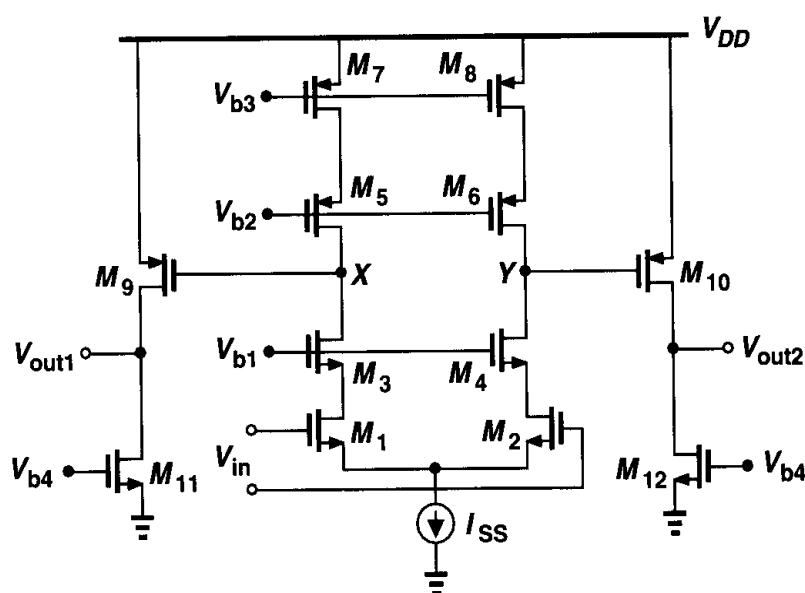 V_DD
M_7 M_8
V_b3
M_5 M_6
V_b2
M_9 X Y M_10
V_out1 V_b1 M_3 M_4 V_out2
V_in M_1 M_2
V_b4 M_11 M_12 V_b4
I_SS